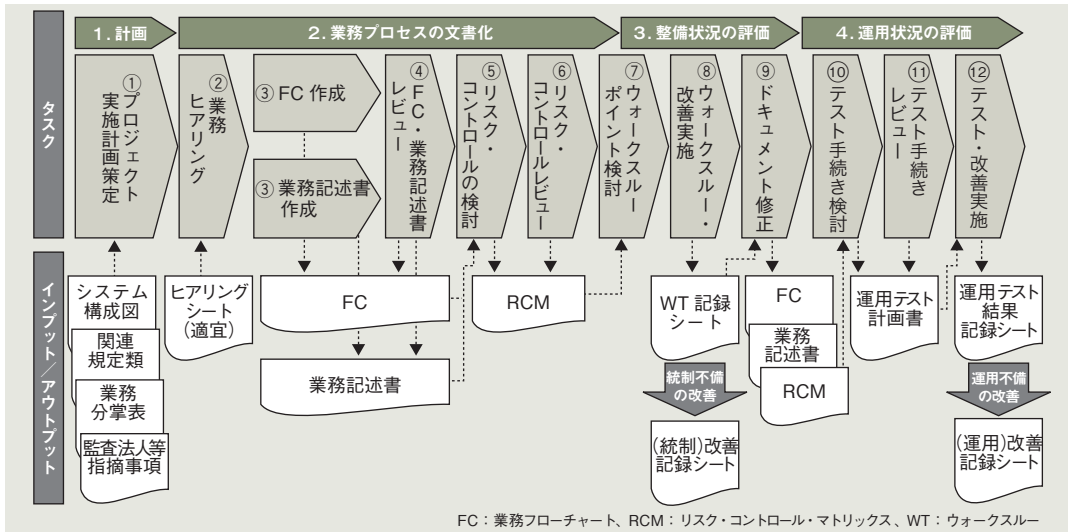 1. 計画
2. 業務プロセスの文書化
3. 整備状況の評価
4. 運用状況の評価
タスク
①プロジェクト
実施計画策定
②業務
ヒアリング
③ FC 作成
③ 業務記述書
作成
④FC・業務記述書
レビュー
⑤リスク・
コントロールの検討
⑥リスク・
コントロールレビュー
⑦ウォークスルー
ポイント検討
⑧ウォークスルー・
改善実施
⑨ドキュメント修正
⑩テスト手続き検討
⑪テスト手続き
レビュー
⑫テスト・改善実施
インプット/アウトプット
システム
構成図
関連
規定類
業務
分掌表
監査法人等
指摘事項
ヒアリング
シート
(適宜)
FC
業務記述書
RCM
WT 記録
シート
統制不備
の改善
(統制)改善
記録シート
FC
業務
記述書
RCM
運用テスト
計画書
運用テスト
結果
記録シート
運用不備
の改善
(運用)改善
記録シート
FC:業務フローチャート、RCM:リスク・コントロール・マトリックス、WT:ウォークスルー